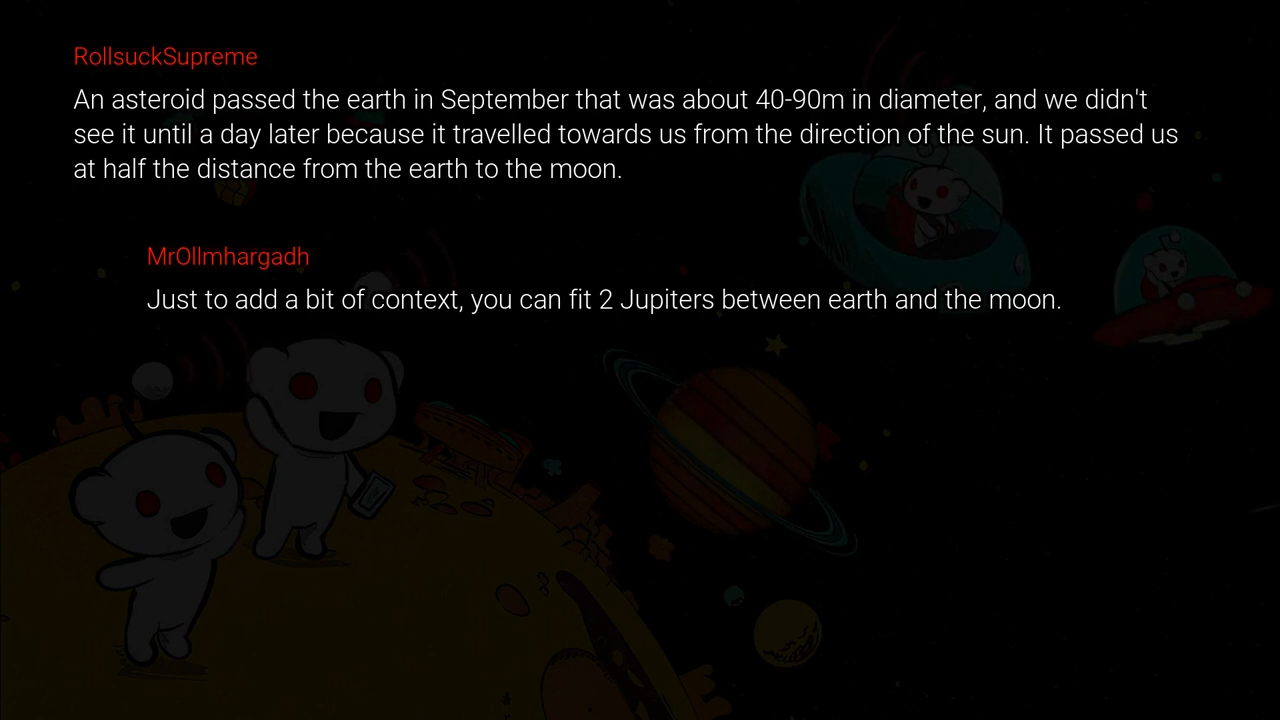 RollsuckSupreme
An asteroid passed the earth in September that was about 40-90m in diameter, and we didn't
see it until a day later because it travelled towards us from the direction of the sun. It passed us
at half the distance from the earth to the moon.
MrOllmhargadh
Just to add a bit of context, you can fit 2 Jupiters between earth and the moon.